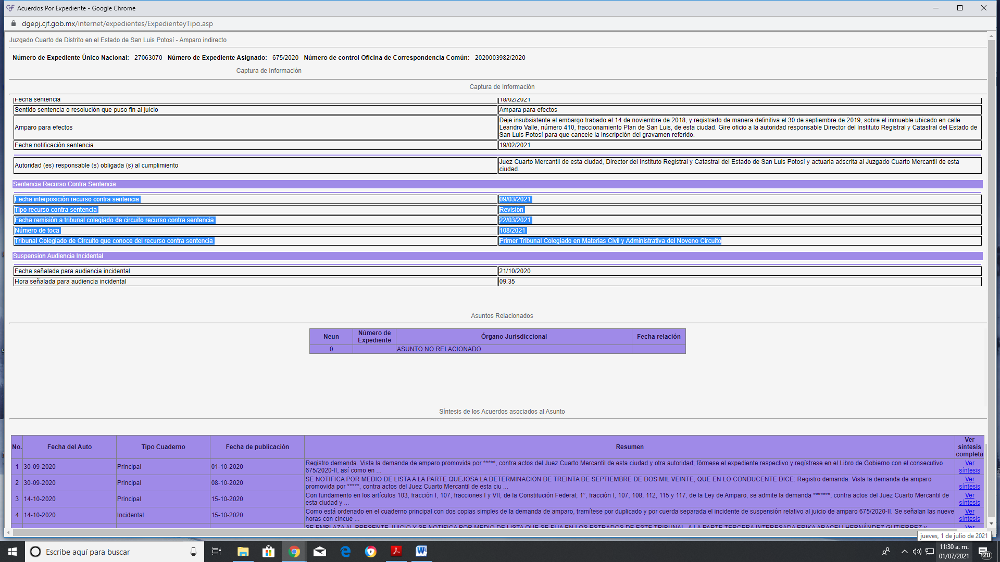 Acuerdos Por Expediente - Google Chrome
dgepj.cjf.gob.mx/internet/expedientes/ExpedienteyTipo.asp
Juzgado Cuarto de Distrito en el Estado de San Luis Potosí - Amparo indirecto
Número de Expediente Único Nacional: 27063070 Número de Expediente Asignado: 675/2020 Número de control Oficina de Correspondencia Común: 2020003982/2020
Captura de Información
Captura de Información
Fecha sentencia 18/02/2021
Sentido sentencia o resolución que puso fin al juicio Ampara para efectos
Amparo para efectos
Deje insubsistente el embargo trabado el 14 de noviembre de 2018, y registrado de manera definitiva el 30 de septiembre de 2019, sobre el inmueble ubicado en calle
Leandro Valle, número 410, fraccionamiento Plan de San Luis, de esta ciudad. Gire oficio a la autoridad responsable Director del Instituto Registral y Catastral del Estado de
San Luis Potosí para que cancele la inscripción del gravamen referido.
Fecha notificación sentencia. 19/02/2021
Autoridad (es) responsable (s) obligada (s) al cumplimiento
Juez Cuarto Mercantil de esta ciudad, Director del Instituto Registral y Catastral del Estado de San Luis Potosí y actuaria adscrita al Juzgado Cuarto Mercantil de esta
ciudad.
Sentencia Recurso Contra Sentencia
Fecha interposición recurso contra sentencia 09/03/2021
Tipo recurso contra sentencia Revisión
Fecha remisión a tribunal colegiado de circuito recurso contra sentencia 22/03/2021
Número de toca 108/2021
Tribunal Colegiado de Circuito que conoce del recurso contra sentencia Primer Tribunal Colegiado en Materias Civil y Administrativa del Noveno Circuito
Suspension Audiencia Incidental
Fecha señalada para audiencia incidental 21/10/2020
Hora señalada para audiencia incidental 09:35
Asuntos Relacionados
Neun Número de Expediente Órgano Jurisdiccional Fecha relación
0 ASUNTO NO RELACIONADO
Síntesis de los Acuerdos asociados al Asunto
No. Fecha del Auto Tipo Cuaderno Fecha de publicación Resumen Ver síntesis completa
1 30-09-2020 Principal 01-10-2020 Registro demanda. Vista la demanda de amparo promovida por *****, contra actos del Juez Cuarto Mercantil de esta ciudad y otra autoridad; fórmese el expediente respectivo y regístrese en el Libro de Gobierno con el consecutivo
675/2020-II, así como en ... Ver síntesis
2 30-09-2020 Principal 08-10-2020 SE NOTIFICA POR MEDIO DE LISTA A LA PARTE QUEJOSA LA DETERMINACION DE TREINTA DE SEPTIEMBRE DE DOS MIL VEINTE, QUE EN LO CONDUCENTE DICE: Registro demanda. Vista la demanda de amparo
promovida por *****, contra actos del Juez Cuarto Mercantil de esta ciu ... Ver síntesis
3 14-10-2020 Principal 15-10-2020 Con fundamento en los artículos 103, fracción I, 107, fracciones I y VII, de la Constitución Federal; 1°, fracción I, 107, 108, 112, 115 y 117, de la Ley de Amparo, se admite la demanda *******, contra actos del Juez Cuarto Mercantil de
esta ciudad y ... Ver síntesis
4 14-10-2020 Incidental 15-10-2020 Como está ordenado en el cuaderno principal con dos copias simples de la demanda de amparo, tramítese por duplicado y por cuerda separada el incidente de suspensión relativo al juicio de amparo 675/2020-II. Se señalan las nueve
horas con cincue ... Ver síntesis
SE EMPLAZA AL PRESENTE JUICIO Y SE NOTIFICA POR MEDIO DE LISTA QUE SE FIJA EN LOS ESTRADOS DE ESTE TRIBUNAL, A LA PARTE TERCERA INTERESADA ERIKA ARACELI HERNÁNDEZ GUTIERREZ y Ver
jueves, 1 de julio de 2021
Escribe aquí para buscar
11:30 a. m.
01/07/2021
20